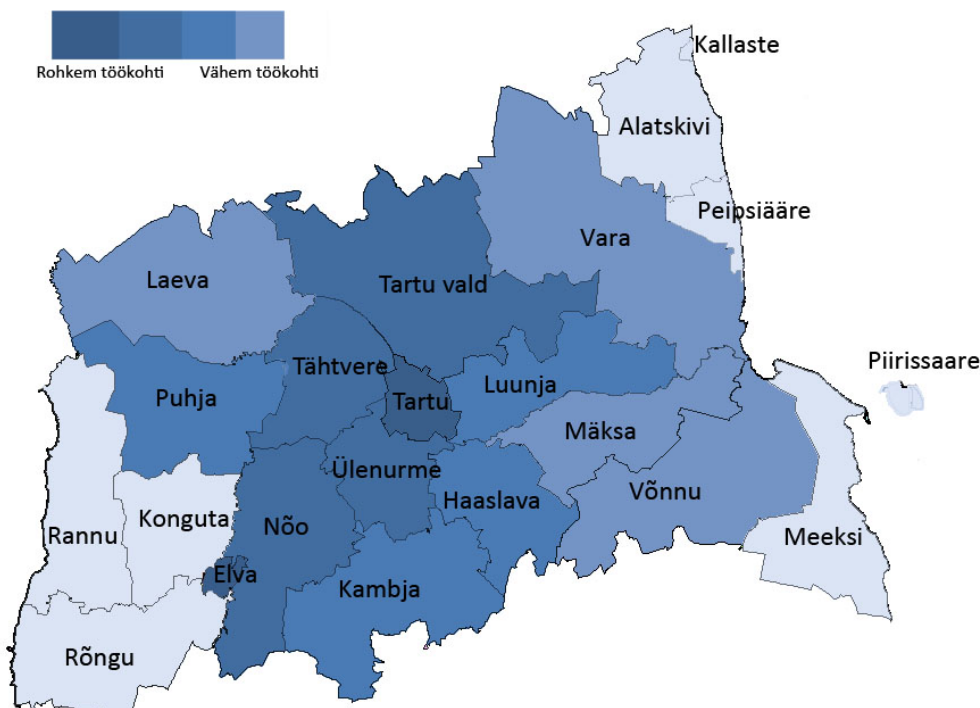 Rohkem töökohti
Vähem töökohti
Kallaste
Alatskivi
Peipsiääre
Vara
Laeva
Tartu vald
Piirissaare
Tähtvere
Luunja
Puhja
Tartu
Mäksa
Ülenurme
Võnnu
Haaslava
Konguta
Nõo
Rannu
Meeksi
Elva
Kambja
Rõngu